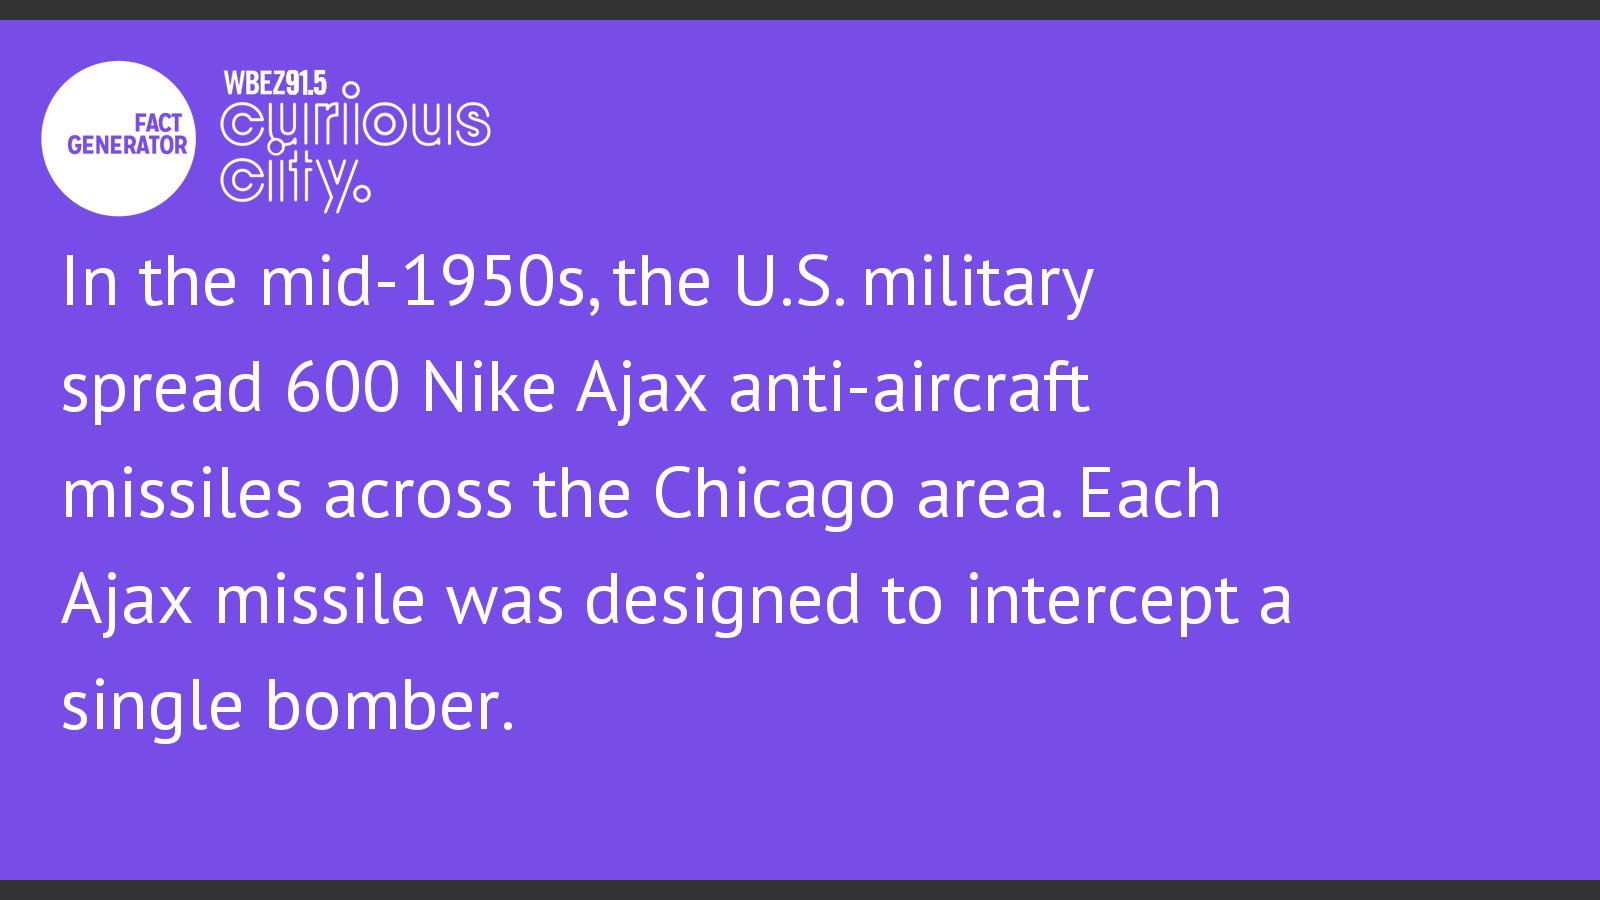 FACT
GENERATOR
WBEZ91.5
curious
city.
In the mid-1950s, the U.S. military
spread 600 Nike Ajax anti-aircraft
missiles across the Chicago area. Each
Ajax missile was designed to intercept a
single bomber.